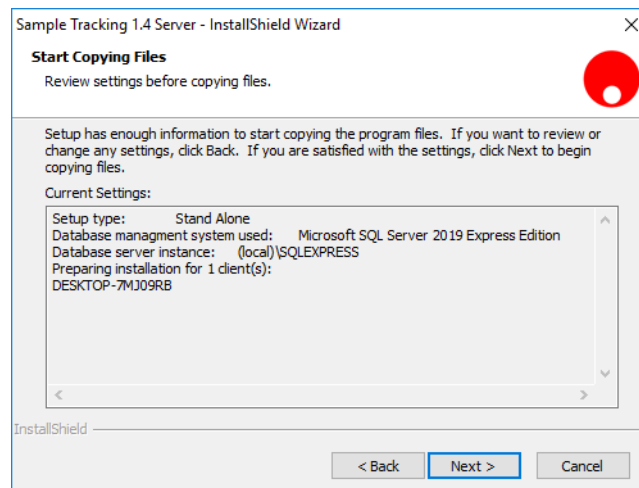 Sample Tracking 1.4 Server - InstallShield Wizard
Start Copying Files
Review settings before copying files.
Setup has enough information to start copying the program files. If you want to review or
change any settings, click Back. If you are satisfied with the settings, click Next to begin
copying files.
Current Settings:
Setup type: Stand Alone
Database managment system used: Microsoft SQL Server 2019 Express Edition
Database server instance: (local)\SQLEXPRESS
Preparing installation for 1 client(s):
DESKTOP-7MJ09RB
InstallShield
< Back Next > Cancel